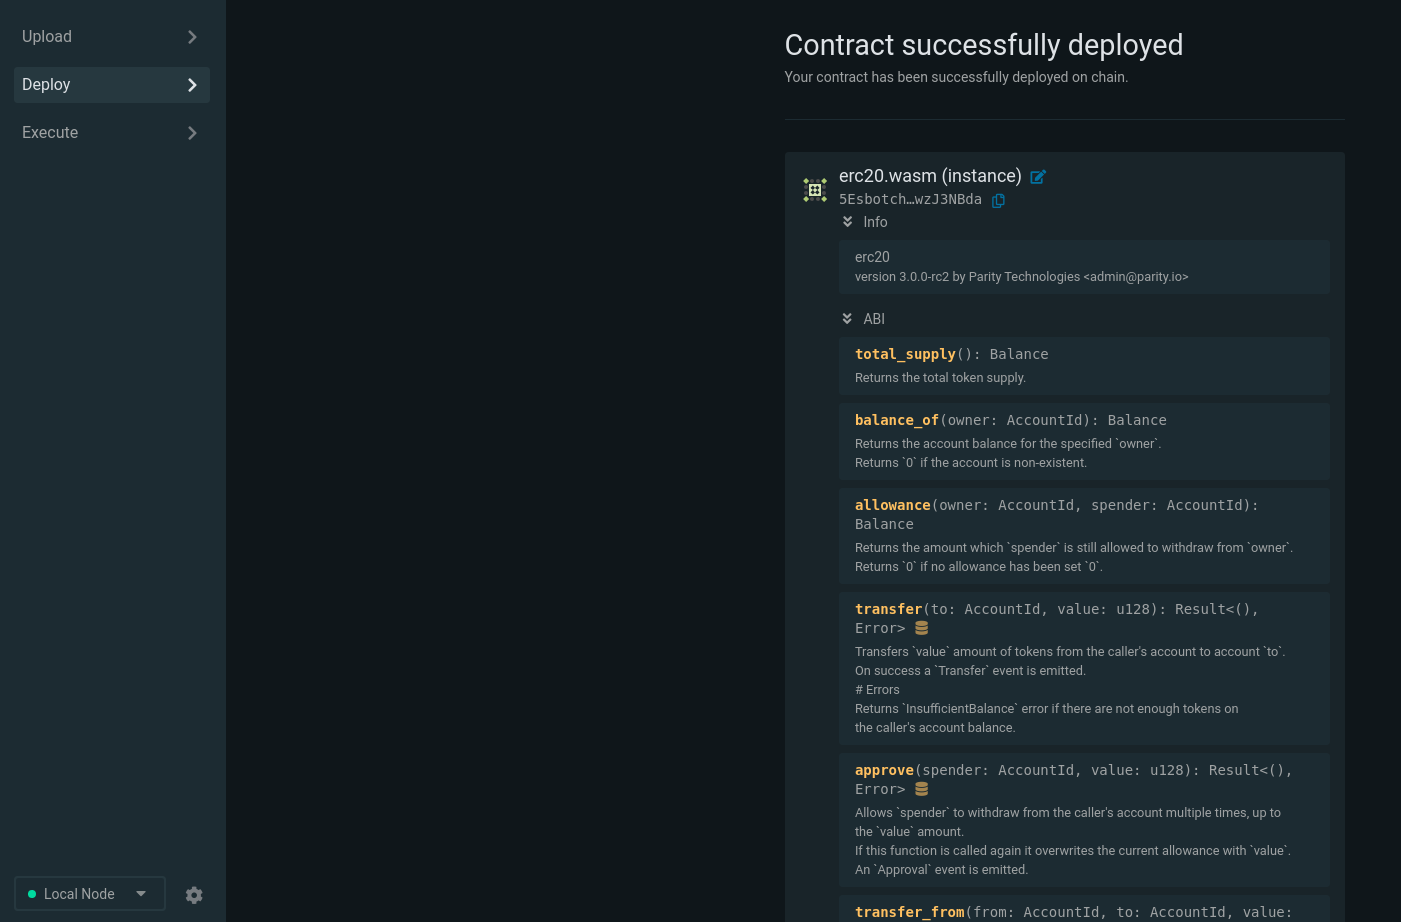 Upload
Deploy
Execute
Local Node
Contract successfully deployed
Your contract has been successfully deployed on chain.
erc20.wasm (instance)
5Esbotch…wzJ3NBda
Info
erc20
version 3.0.0-rc2 by Parity Technologies <admin@parity.io>
ABI
total_supply(): Balance
Returns the total token supply.
balance_of(owner: AccountId): Balance
Returns the account balance for the specified `owner`.
Returns `0` if the account is non-existent.
allowance(owner: AccountId, spender: AccountId):
Balance
Returns the amount which `spender` is still allowed to withdraw from `owner`.
Returns `0` if no allowance has been set `0`.
transfer(to: AccountId, value: u128): Result<(),
Error>
Transfers `value` amount of tokens from the caller's account to account `to`.
On success a `Transfer` event is emitted.
# Errors
Returns `InsufficientBalance` error if there are not enough tokens on
the caller's account balance.
approve(spender: AccountId, value: u128): Result<(),
Error>
Allows `spender` to withdraw from the caller's account multiple times, up to
the `value` amount.
If this function is called again it overwrites the current allowance with `value`.
An `Approval` event is emitted.
transfer_from(from: AccountId, to: AccountId, value: